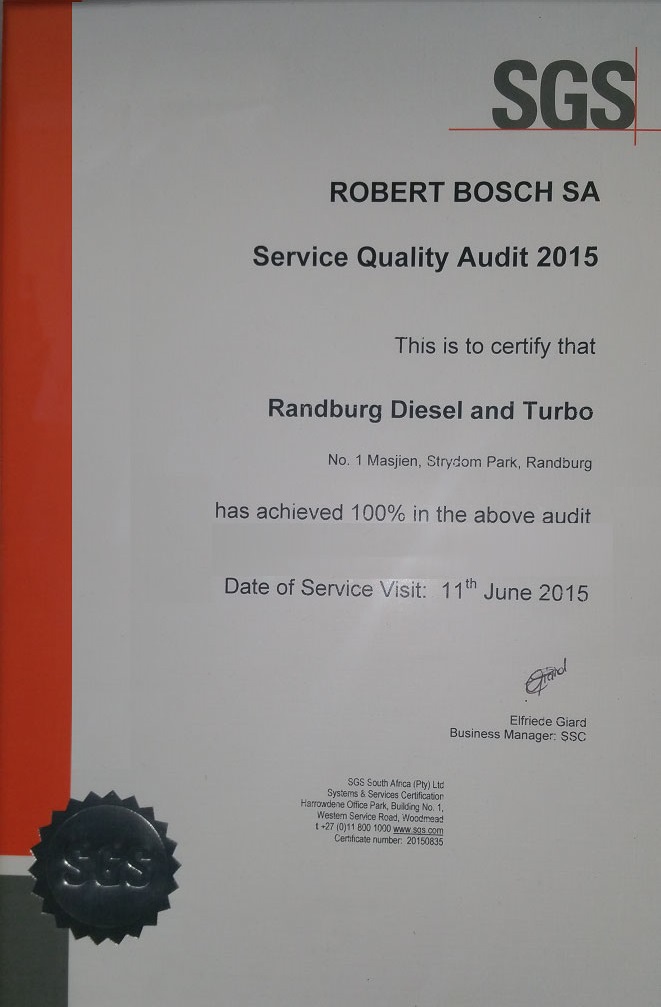 SGS
ROBERT BOSCH SA
Service Quality Audit 2015
This is to certify that
Randburg Diesel and Turbo
No. 1 Masjien, Strydom Park, Randburg
has achieved 100% in the above audit
Date of Service Visit: 11th June 2015
Giard
Elfriede Giard
Business Manager: SSC
SGS South Africa (Pty) Ltd
Systems & Services Certification
Harrowdene Office Park, Building No. 1,
Western Service Road, Woodmead
t +27 (0)11 800 1000 www.sgs.com
Certificate number: 20150835
SGS